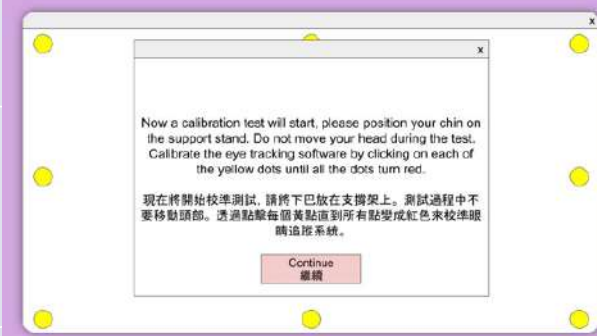 x
x
Now a calibration test will start, please position your chin on
the support stand. Do not move your head during the test.
Calibrate the eye tracking software by clicking on each of
the yellow dots until all the dots turn red.
現在將開始校準測試, 請將下巴放在支撐架上。測試過程中不
要移動頭部。透過點擊每個黃點直到所有點變成紅色來校準眼
睛追蹤系統。
Continue
繼續